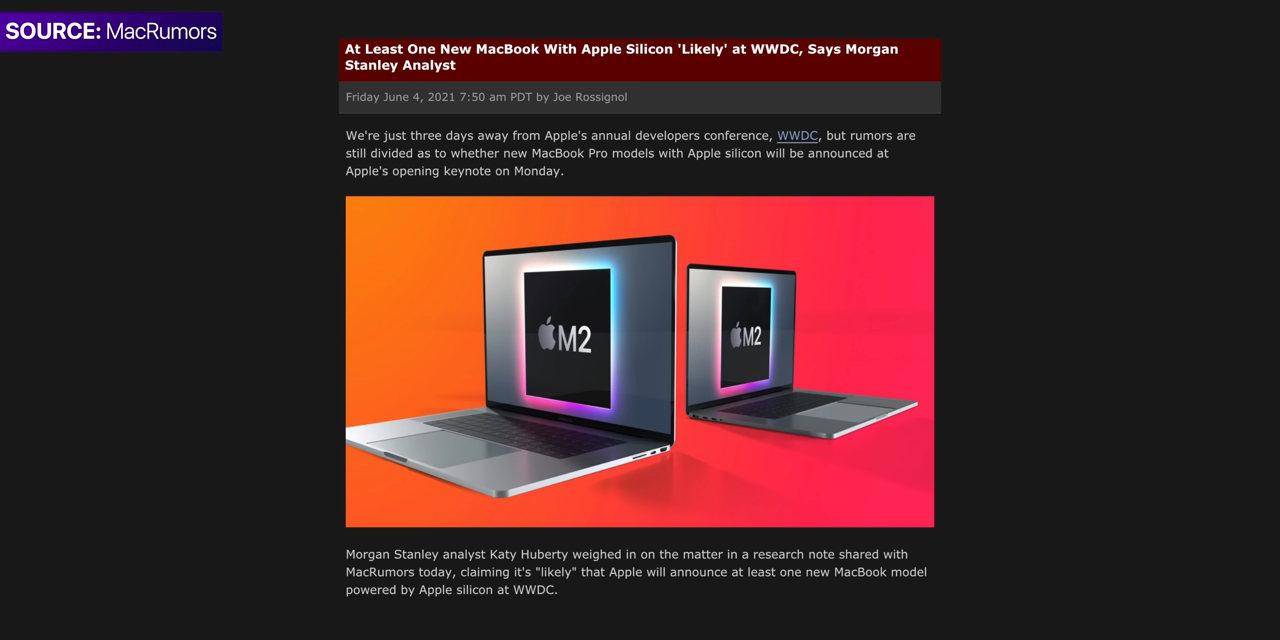 SOURCE: MacRumors
At Least One New MacBook With Apple Silicon 'Likely' at WWDC, Says Morgan
Stanley Analyst
Friday June 4, 2021 7:50 am PDT by Joe Rossignol
We're just three days away from Apple's annual developers conference, WWDC, but rumors are
still divided as to whether new MacBook Pro models with Apple silicon will be announced at
Apple's opening keynote on Monday.
M2
M2
Morgan Stanley analyst Katy Huberty weighed in on the matter in a research note shared with
MacRumors today, claiming it's "likely" that Apple will announce at least one new MacBook model
powered by Apple silicon at WWDC.